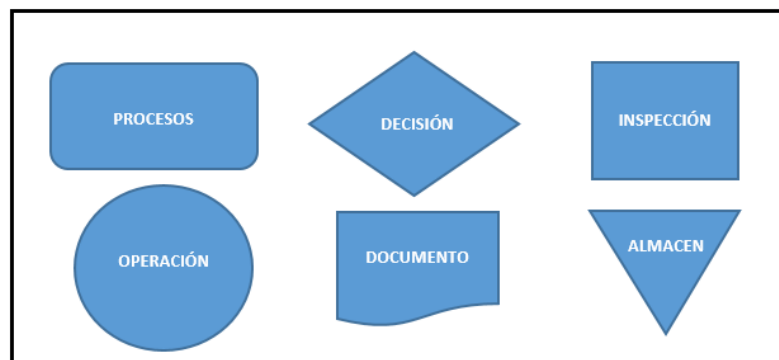 PROCESOS
DECISIÓN
INSPECCIÓN
OPERACIÓN
DOCUMENTO
ALMACEN